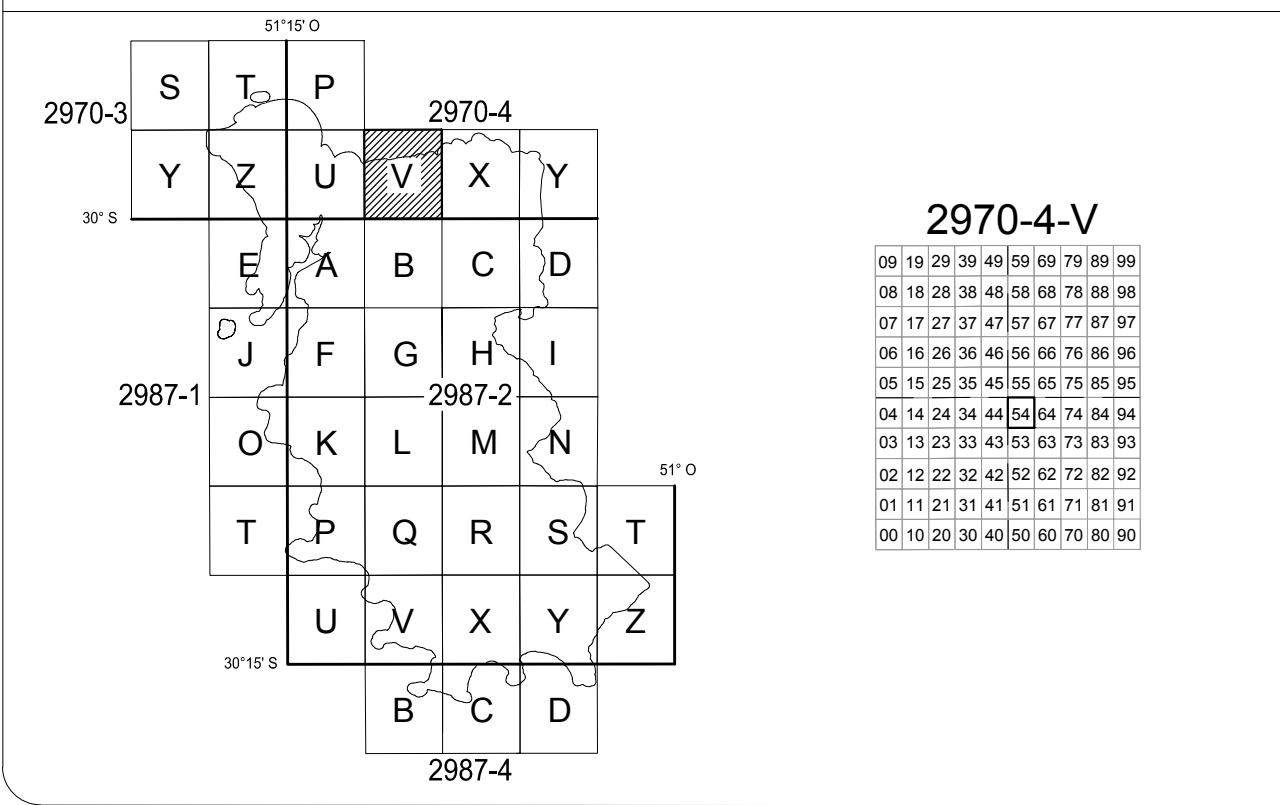 51°15' O
S T P
2970-3 2970-4
Y Z U V X Y
30° S
E A B C D
J F G H I
2987-1 2987-2
O K L M N
51° O
T P Q R S T
U V X Y Z
30°15' S
B C D
2987-4
2970-4-V
09 19 29 39 49 59 69 79 89 99
08 18 28 38 48 58 68 78 88 98
07 17 27 37 47 57 67 77 87 97
06 16 26 36 46 56 66 76 86 96
05 15 25 35 45 55 65 75 85 95
04 14 24 34 44 54 64 74 84 94
03 13 23 33 43 53 63 73 83 93
02 12 22 32 42 52 62 72 82 92
01 11 21 31 41 51 61 71 81 91
00 10 20 30 40 50 60 70 80 90